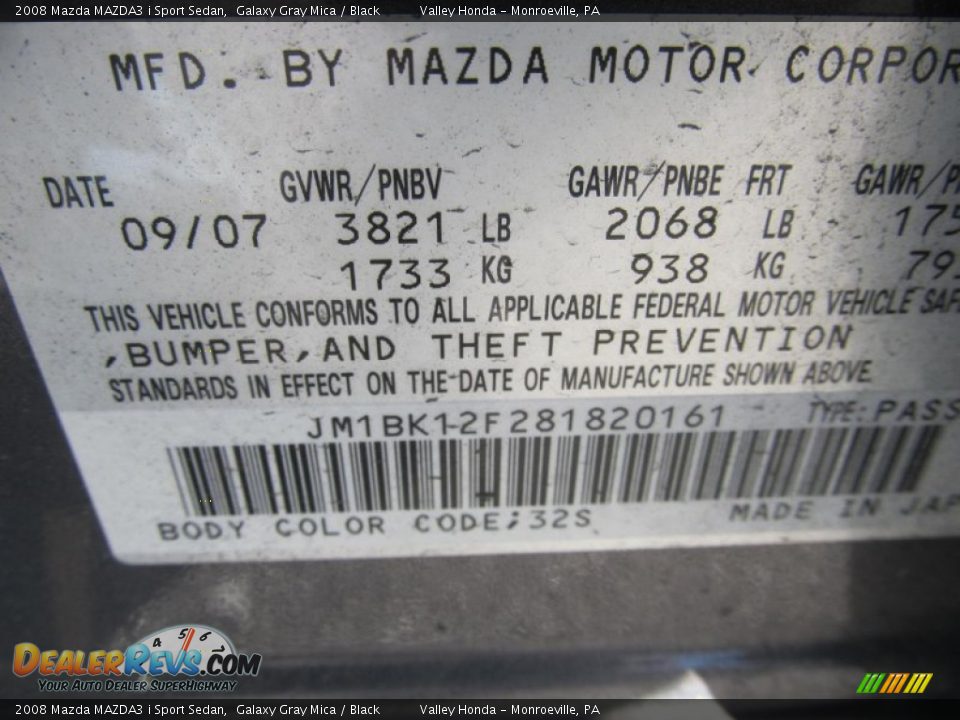 2008 Mazda MAZDA3 i Sport Sedan, Galaxy Gray Mica / Black Valley Honda - Monroeville, PA
MFD. BY MAZDA MOTOR CORPOR
DATE GVWR/PNBV GAWR/PNBE FRT GAWR/P
09/07 3821 LB 2068 LB 175
1733 KG 938 KG 79
THIS VEHICLE CONFORMS TO ALL APPLICABLE FEDERAL MOTOR VEHICLE SAF
,BUMPER,AND THEFT PREVENTION
STANDARDS IN EFFECT ON THE DATE OF MANUFACTURE SHOWN ABOVE
JM1BK12F281820161 TYPE:PASS
BODY COLOR CODE;32S MADE IN JAP
4 5 6
DEALERREVS.COM
YOUR AUTO DEALER SUPERHIGHWAY
2008 Mazda MAZDA3 i Sport Sedan, Galaxy Gray Mica / Black Valley Honda - Monroeville, PA